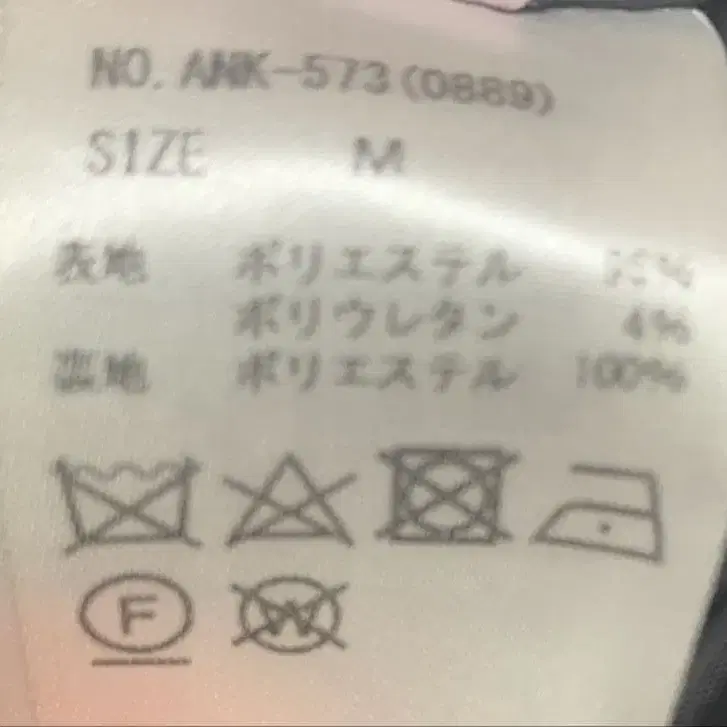 NO. ANK-573(0889)
SIZE M
表地 ポリエステル
ポリウレタン 4%
裏地 ポリエステル 100%
F
W